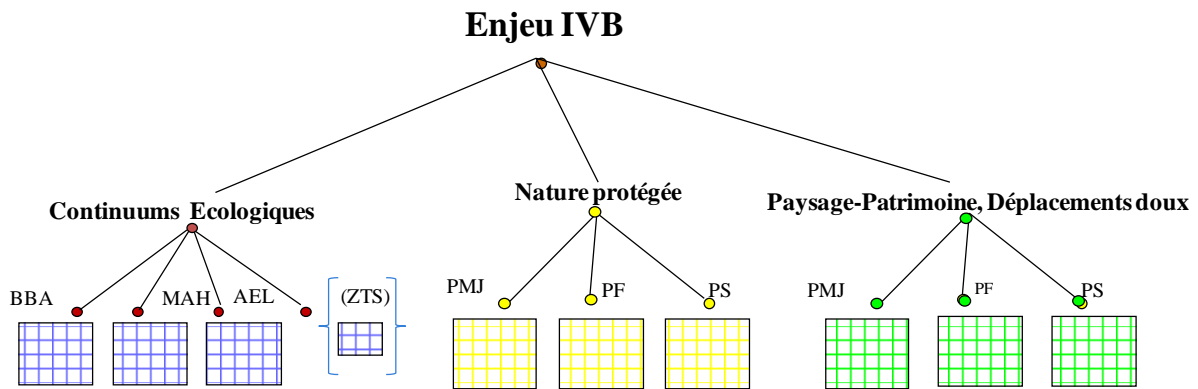 Enjeu IVB
Continuums Ecologiques
Nature protégée
Paysage-Patrimoine, Déplacements doux
BBA
MAH
AEL
(ZTS)
PMJ
PF
PS
PMJ
PF
PS